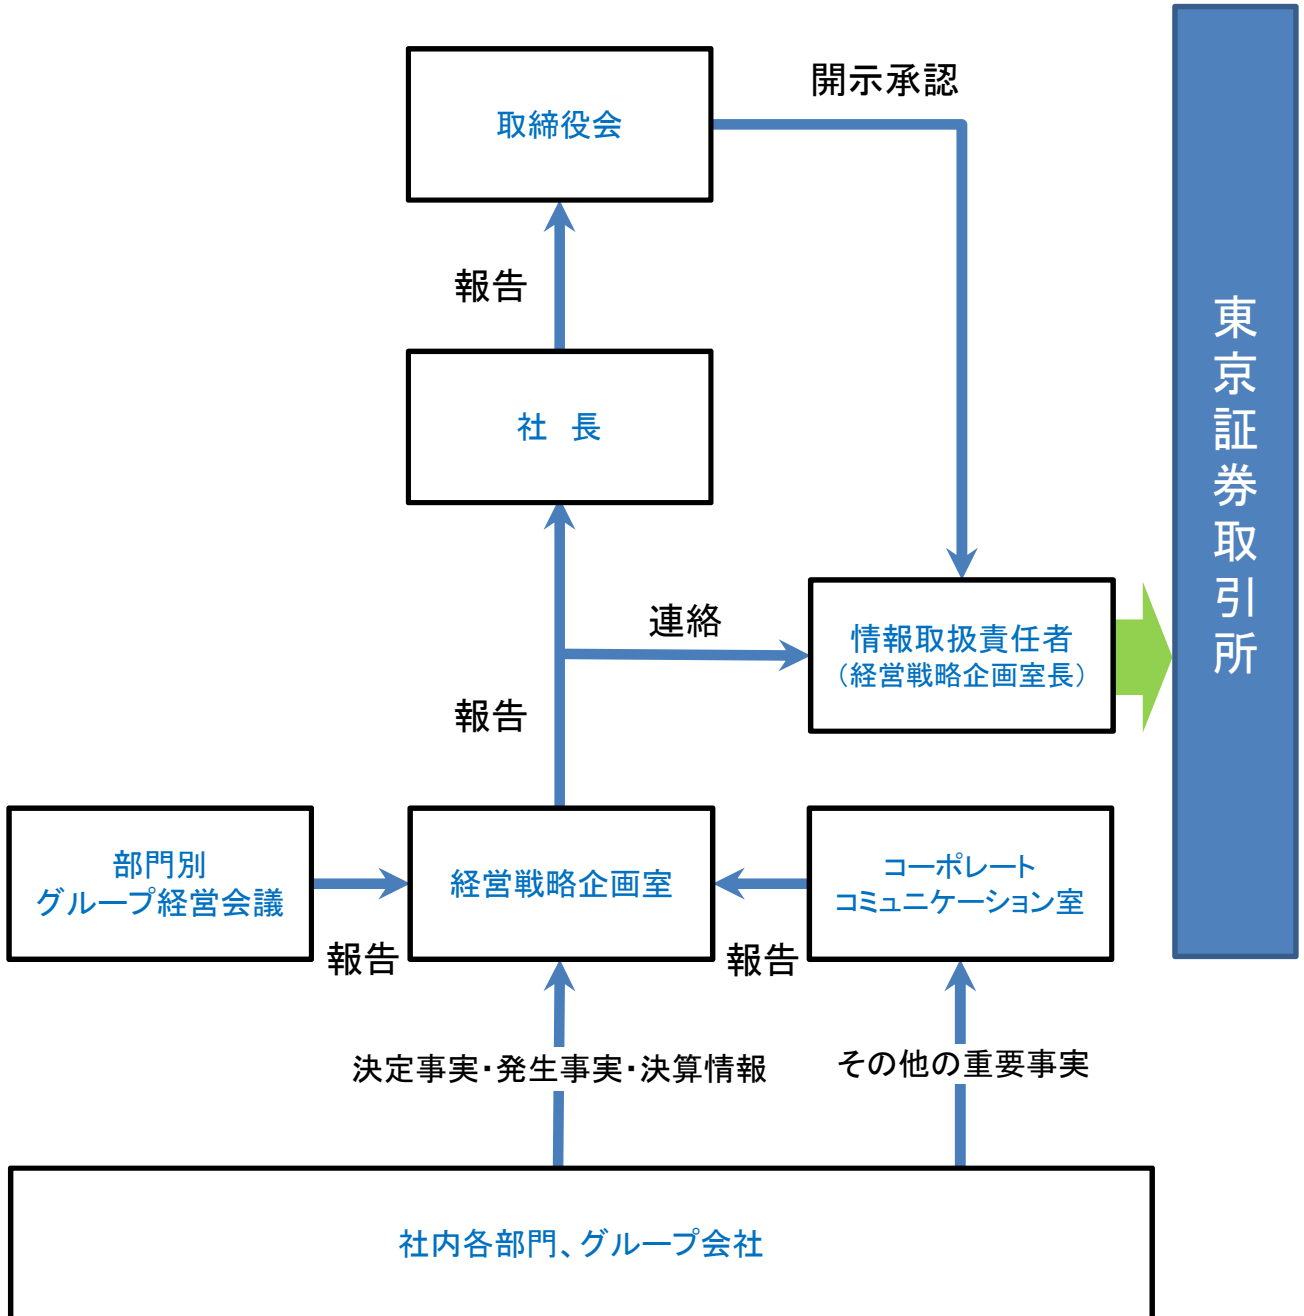 開示承認
取締役会
報告
社　長
東京証券取引所
連絡
情報取扱責任者
（経営戦略企画室長）
報告
部門別
グループ経営会議
経営戦略企画室
コーポレート
コミュニケーション室
報告
報告
決定事実・発生事実・決算情報
その他の重要事実
社内各部門、グループ会社